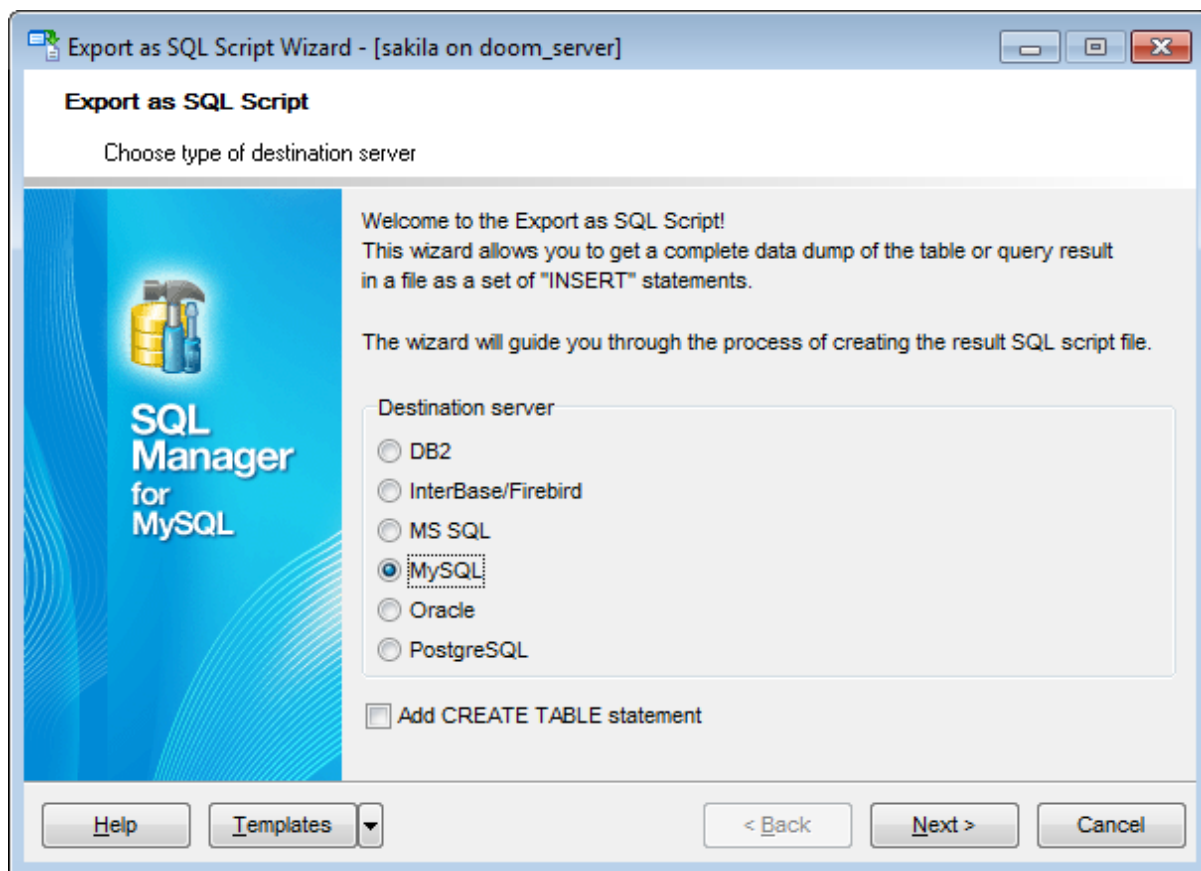 Export as SQL Script Wizard - [sakila on doom_server]
Export as SQL Script
Choose type of destination server
Welcome to the Export as SQL Script!
This wizard allows you to get a complete data dump of the table or query result
in a file as a set of "INSERT" statements.
The wizard will guide you through the process of creating the result SQL script file.
SQL
Manager
for
MySQL
Destination server
DB2
InterBase/Firebird
MS SQL
MySQL
Oracle
PostgreSQL
Add CREATE TABLE statement
Help
Templates
< Back
Next >
Cancel